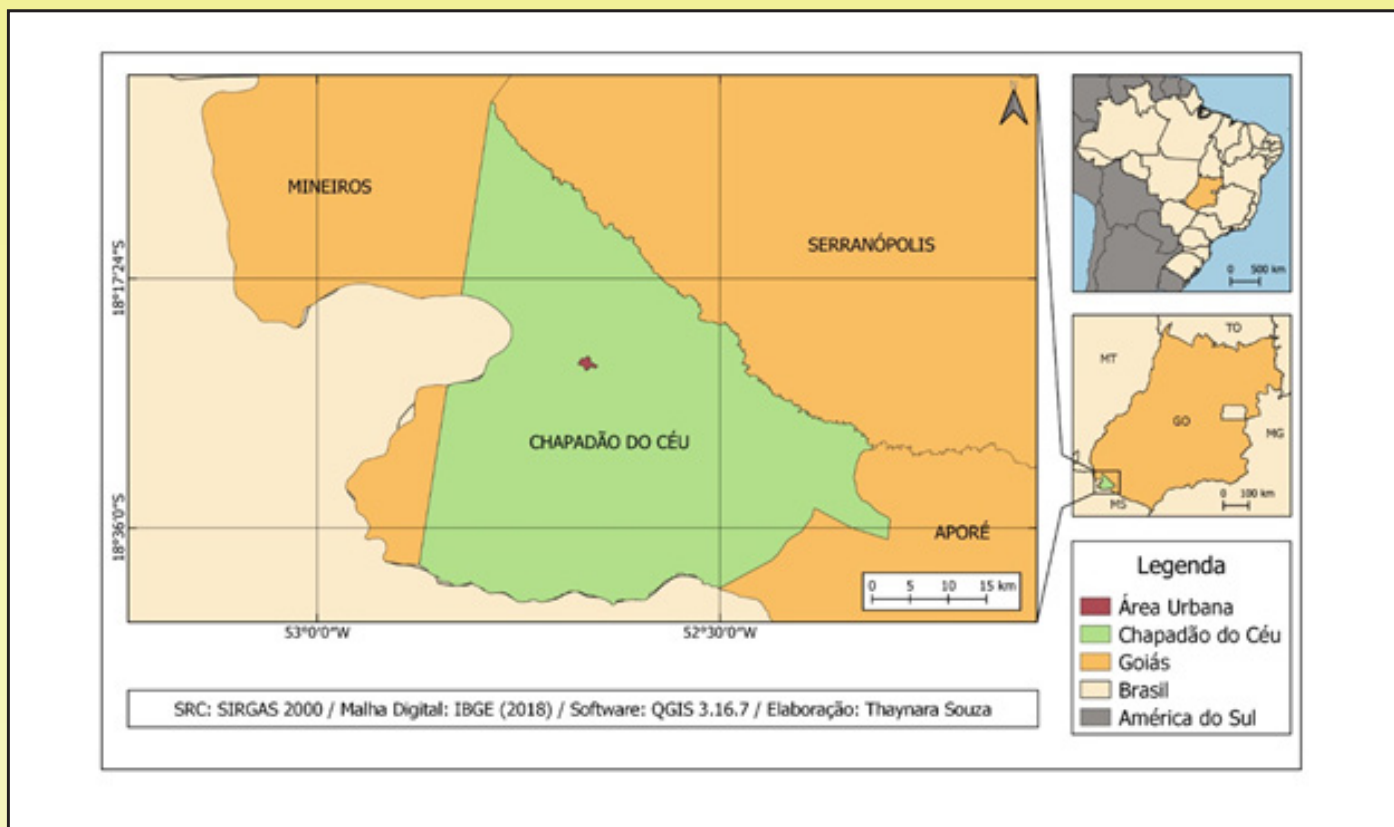 MINEIROS
SERRANÓPOLIS
CHAPADÃO DO CÉU
APORÉ
18°17'24"S
18°36'0"S
53°0'0"W
52°30'0"W
0 5 10 15 km
0 500 km
TO
MT
GO
MG
MS
0 100 km
Legenda
Área Urbana
Chapadão do Céu
Goiás
Brasil
América do Sul
SRC: SIRGAS 2000 / Malha Digital: IBGE (2018) / Software: QGIS 3.16.7 / Elaboração: Thaynara Souza